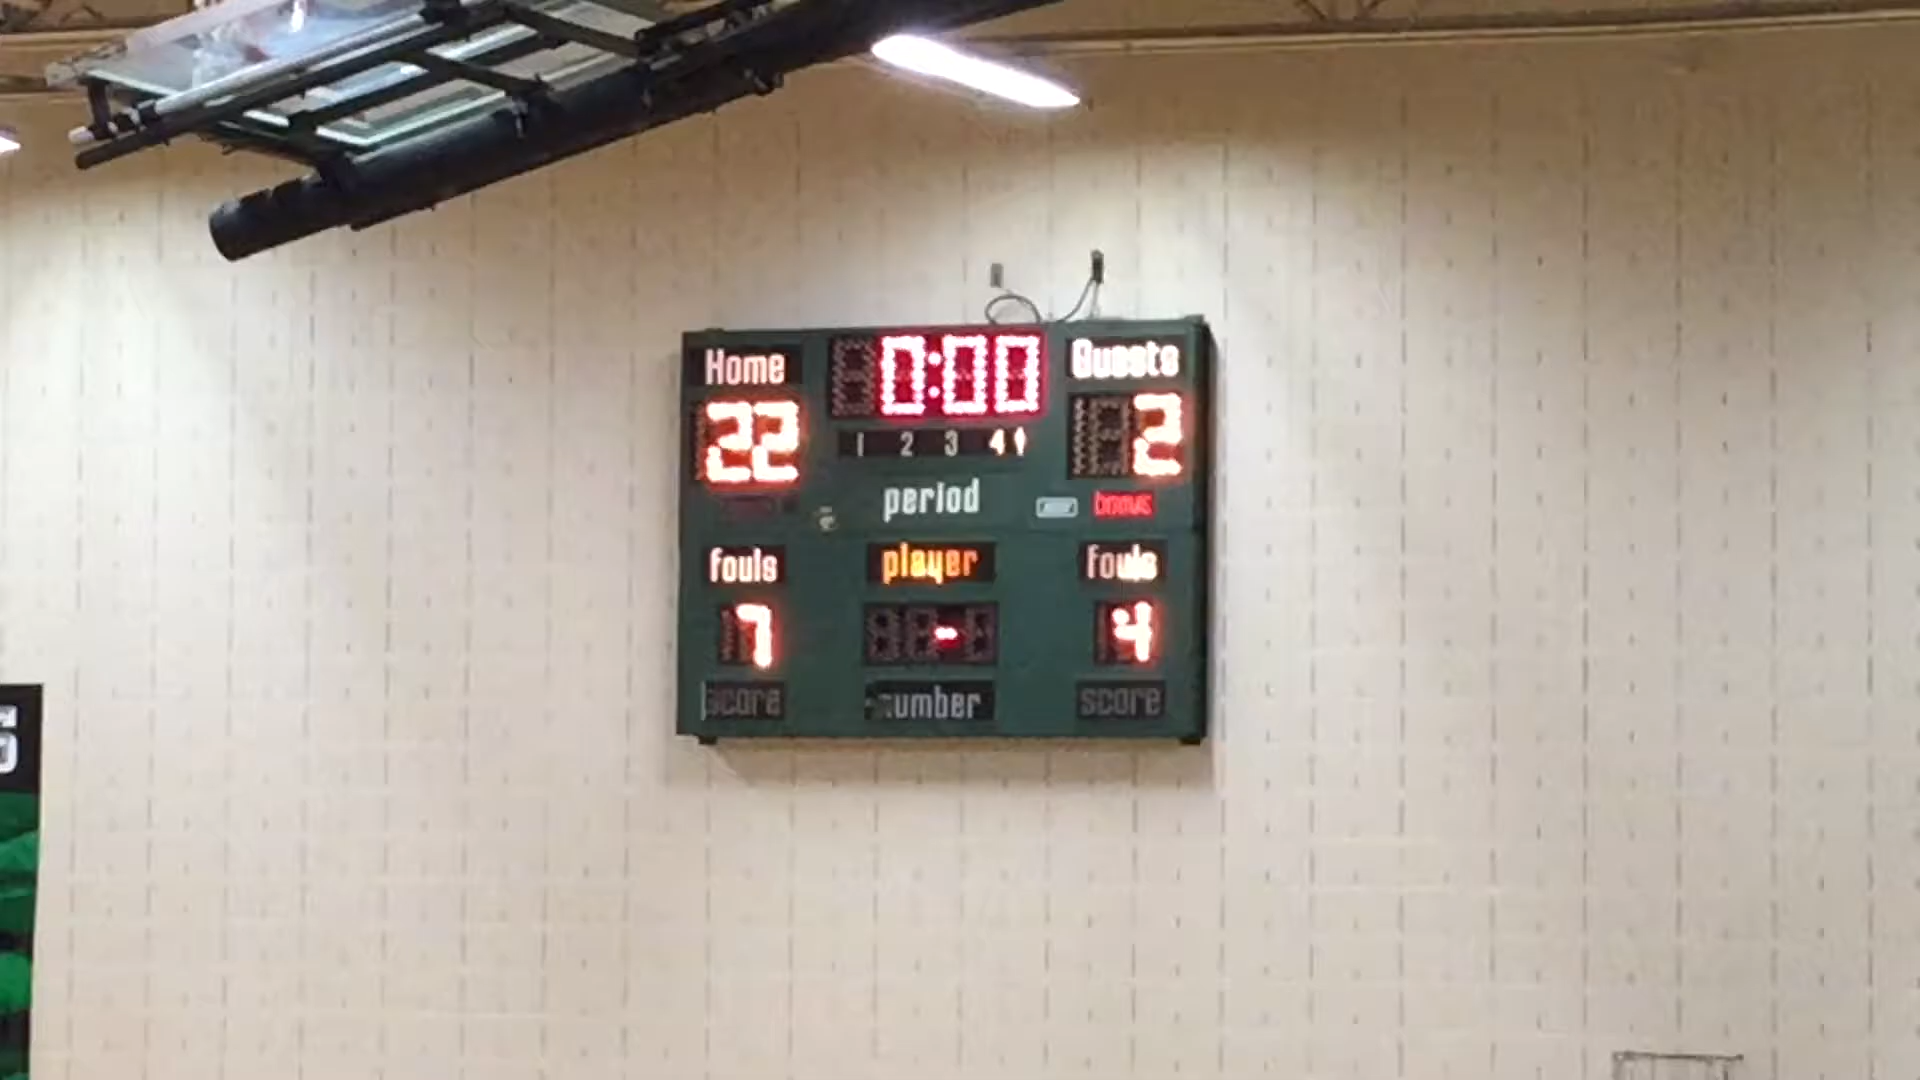 Home 0:00 Guests
22 1 2 3 4 2
period bonus
fouls player fouls
7 - 4
score number score